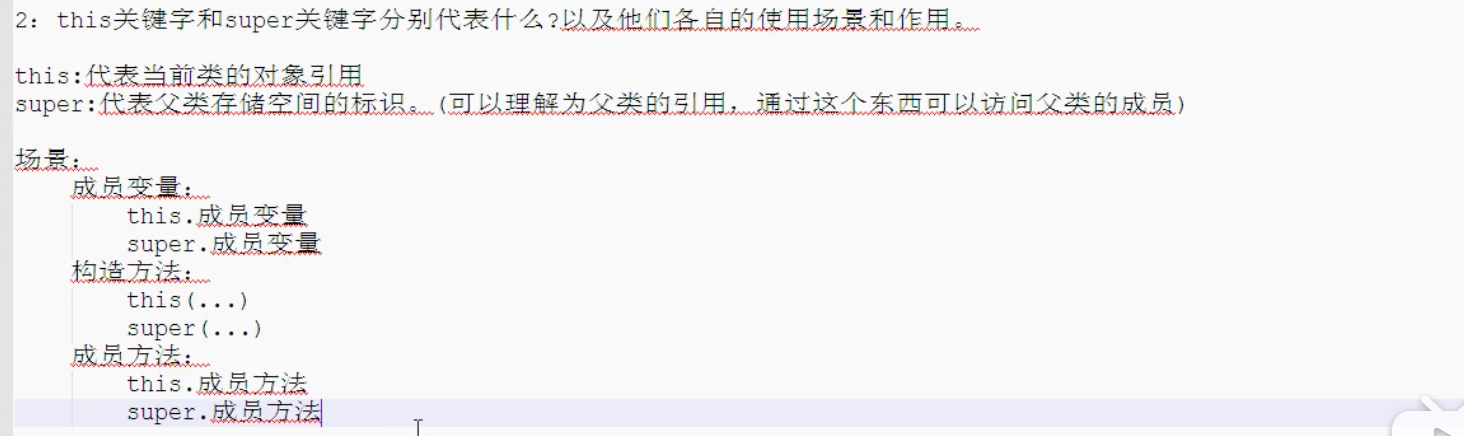 2：this关键字和super关键字分别代表什么?以及他们各自的使用场景和作用。
this:代表当前类的对象引用
super:代表父类存储空间的标识。(可以理解为父类的引用，通过这个东西可以访问父类的成员)
场景：
成员变量：
this.成员变量
super.成员变量
构造方法：
this(...)
super(...)
成员方法：
this.成员方法
super.成员方法